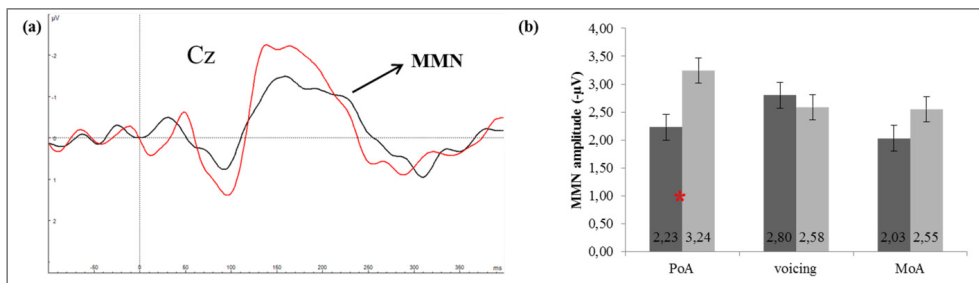 (a)
µV
Cz
MMN
-2
-1
0
1
2
-50 0 50 100 150 200 250 300 350 ms
(b)
MMN amplitude (-µV)
4,00
3,50
3,00
2,50
2,00
1,50
1,00
0,50
0,00
*
2,23 3,24 2,80 2,58 2,03 2,55
PoA voicing MoA